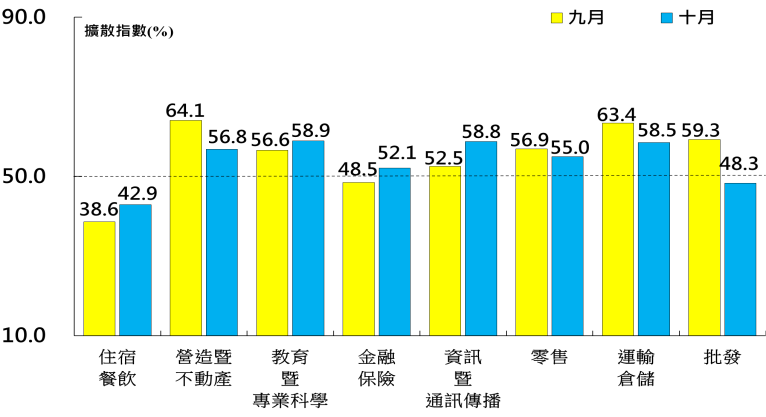 90.0
擴散指數(%)
九月
十月
64.1
56.8
56.6
58.9
48.5
52.1
52.5
58.8
56.9
55.0
63.4
58.5
59.3
48.3
50.0
38.6
42.9
10.0
住宿
餐飲
營造暨
不動產
教育
暨
專業科學
金融
保險
資訊
暨
通訊傳播
零售
運輸
倉儲
批發